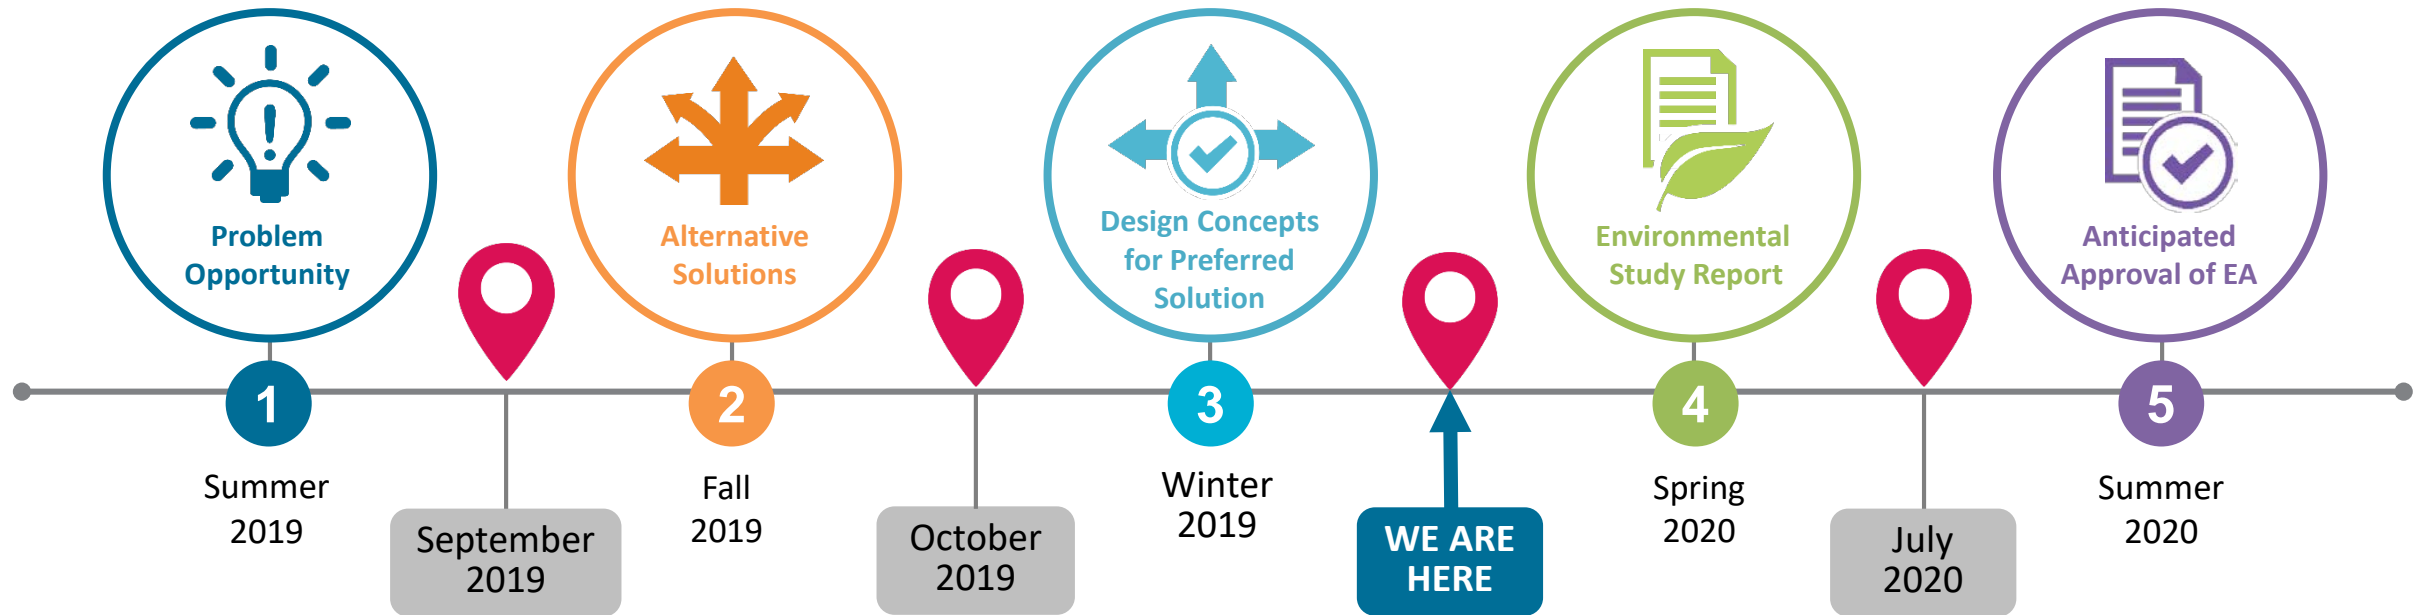 Problem
Opportunity
Alternative
Solutions
Design Concepts
for Preferred
Solution
Environmental
Study Report
Anticipated
Approval of EA
1
2
3
4
5
Summer
2019
September
2019
Fall
2019
October
2019
Winter
2019
WE ARE
HERE
Spring
2020
July
2020
Summer
2020